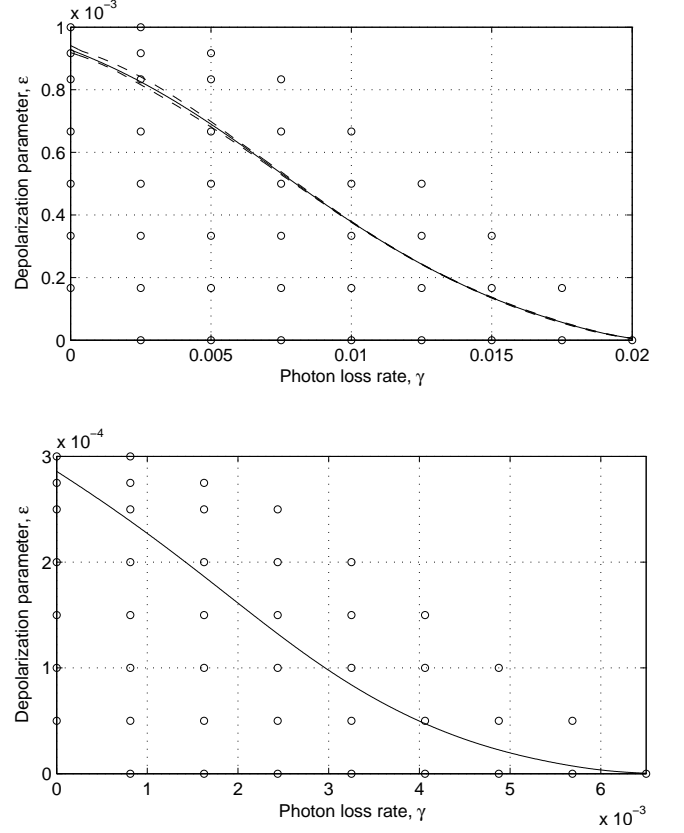 x 10⁻³
1
0.8
0.6
0.4
0.2
0
Depolarization parameter, ε
0 0.005 0.01 0.015 0.02
Photon loss rate, γ
x 10⁻⁴
3
2
1
0
Depolarization parameter, ε
0 1 2 3 4 5 6
Photon loss rate, γ
x 10⁻³